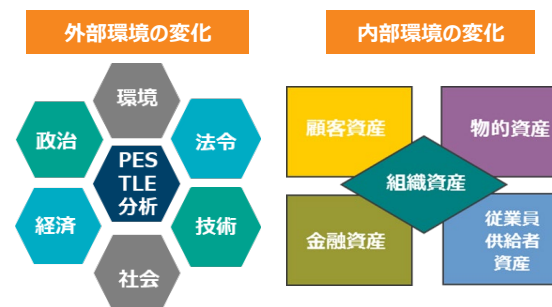 外部環境の変化
内部環境の変化
環境
政治
法令
PES
TLE
分析
経済
技術
社会
顧客資産
物的資産
組織資産
金融資産
従業員
供給者
資産